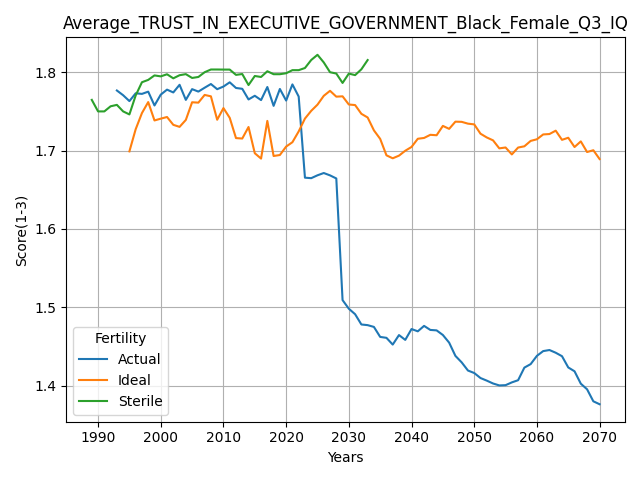 Average_TRUST_IN_EXECUTIVE_GOVERNMENT_Black_Female_Q3_IQ
Score(1-3)
1.8
1.7
1.6
1.5
1.4
Fertility
Actual
Ideal
Sterile
1990 2000 2010 2020 2030 2040 2050 2060 2070
Years